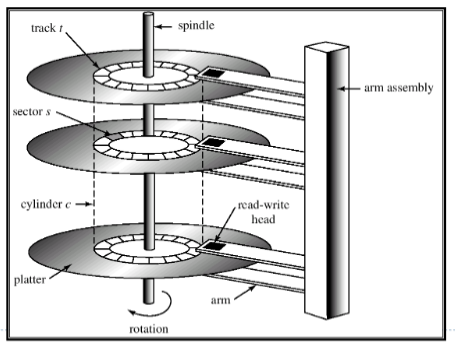 track t
spindle
arm assembly
sector s
cylinder c
read-write
head
platter
arm
rotation